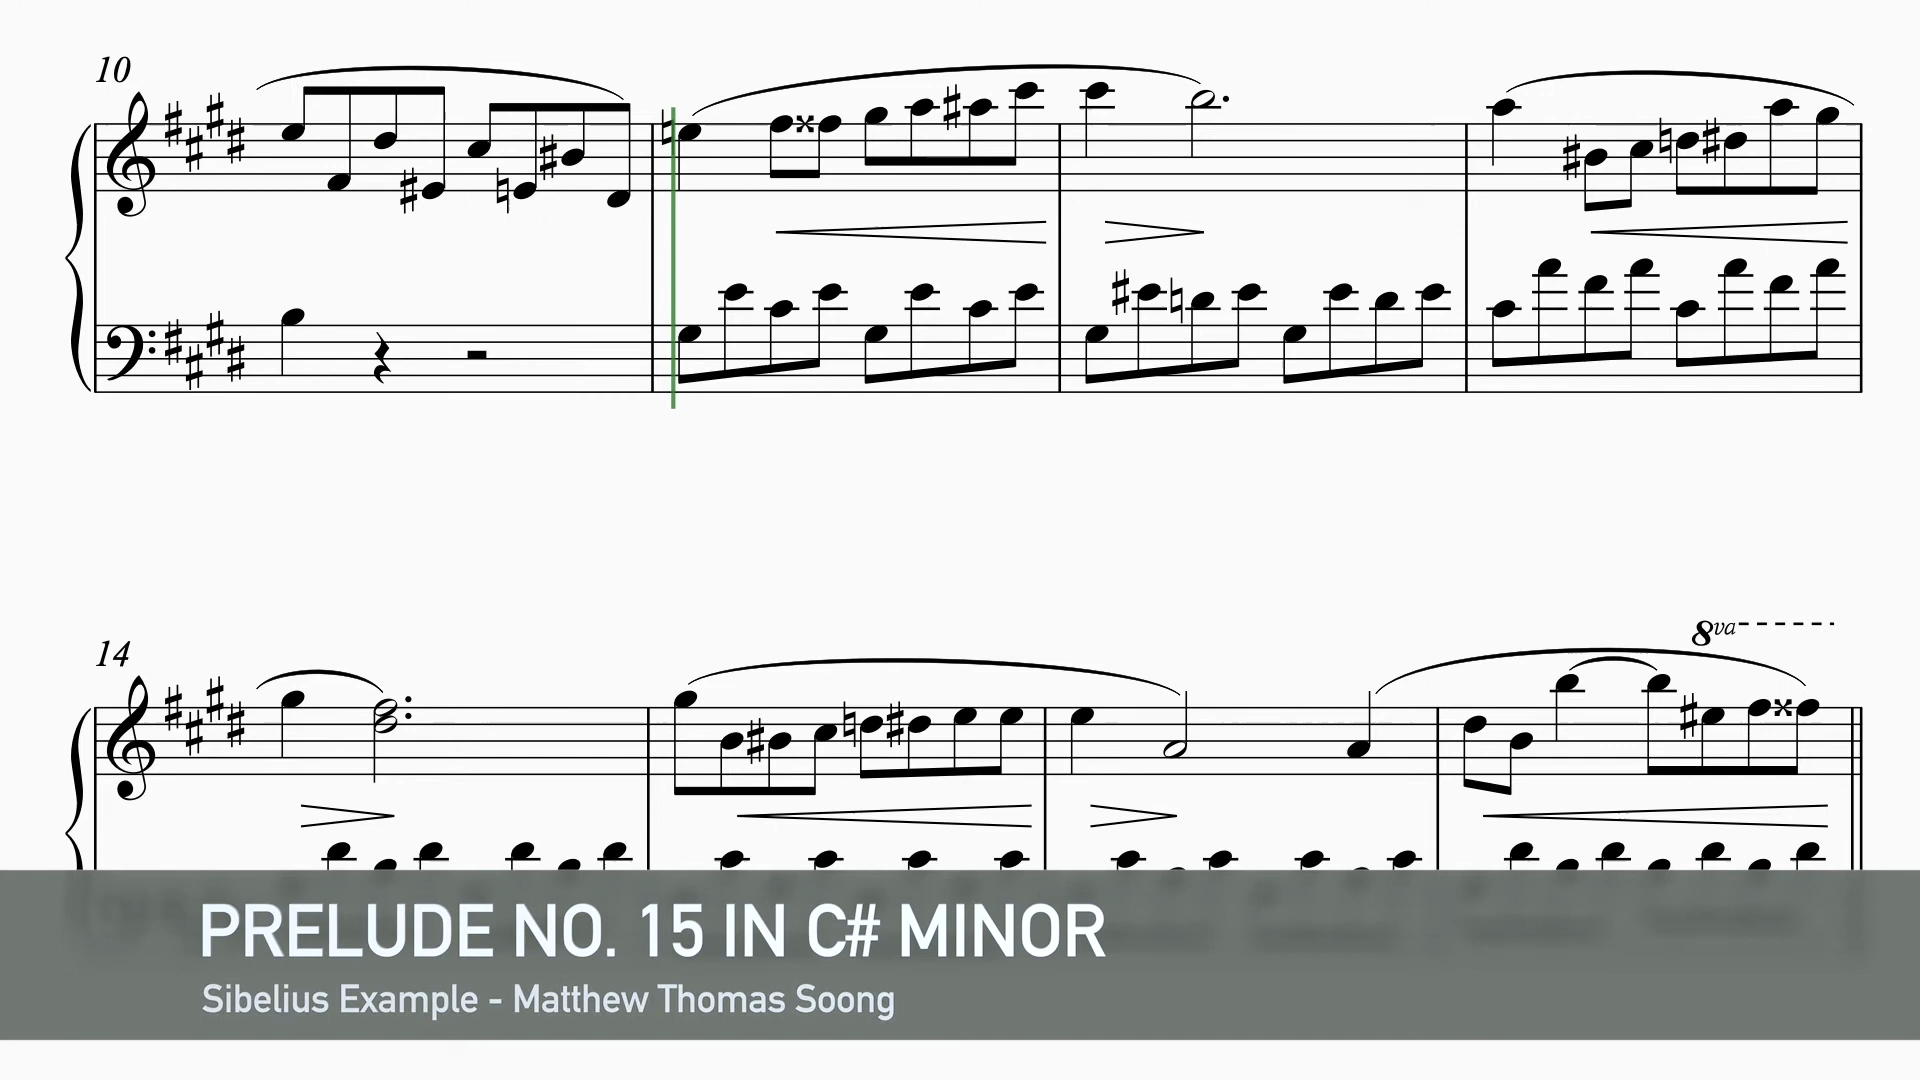 10
14
8va
PRELUDE NO. 15 IN C# MINOR
Sibelius Example - Matthew Thomas Soong